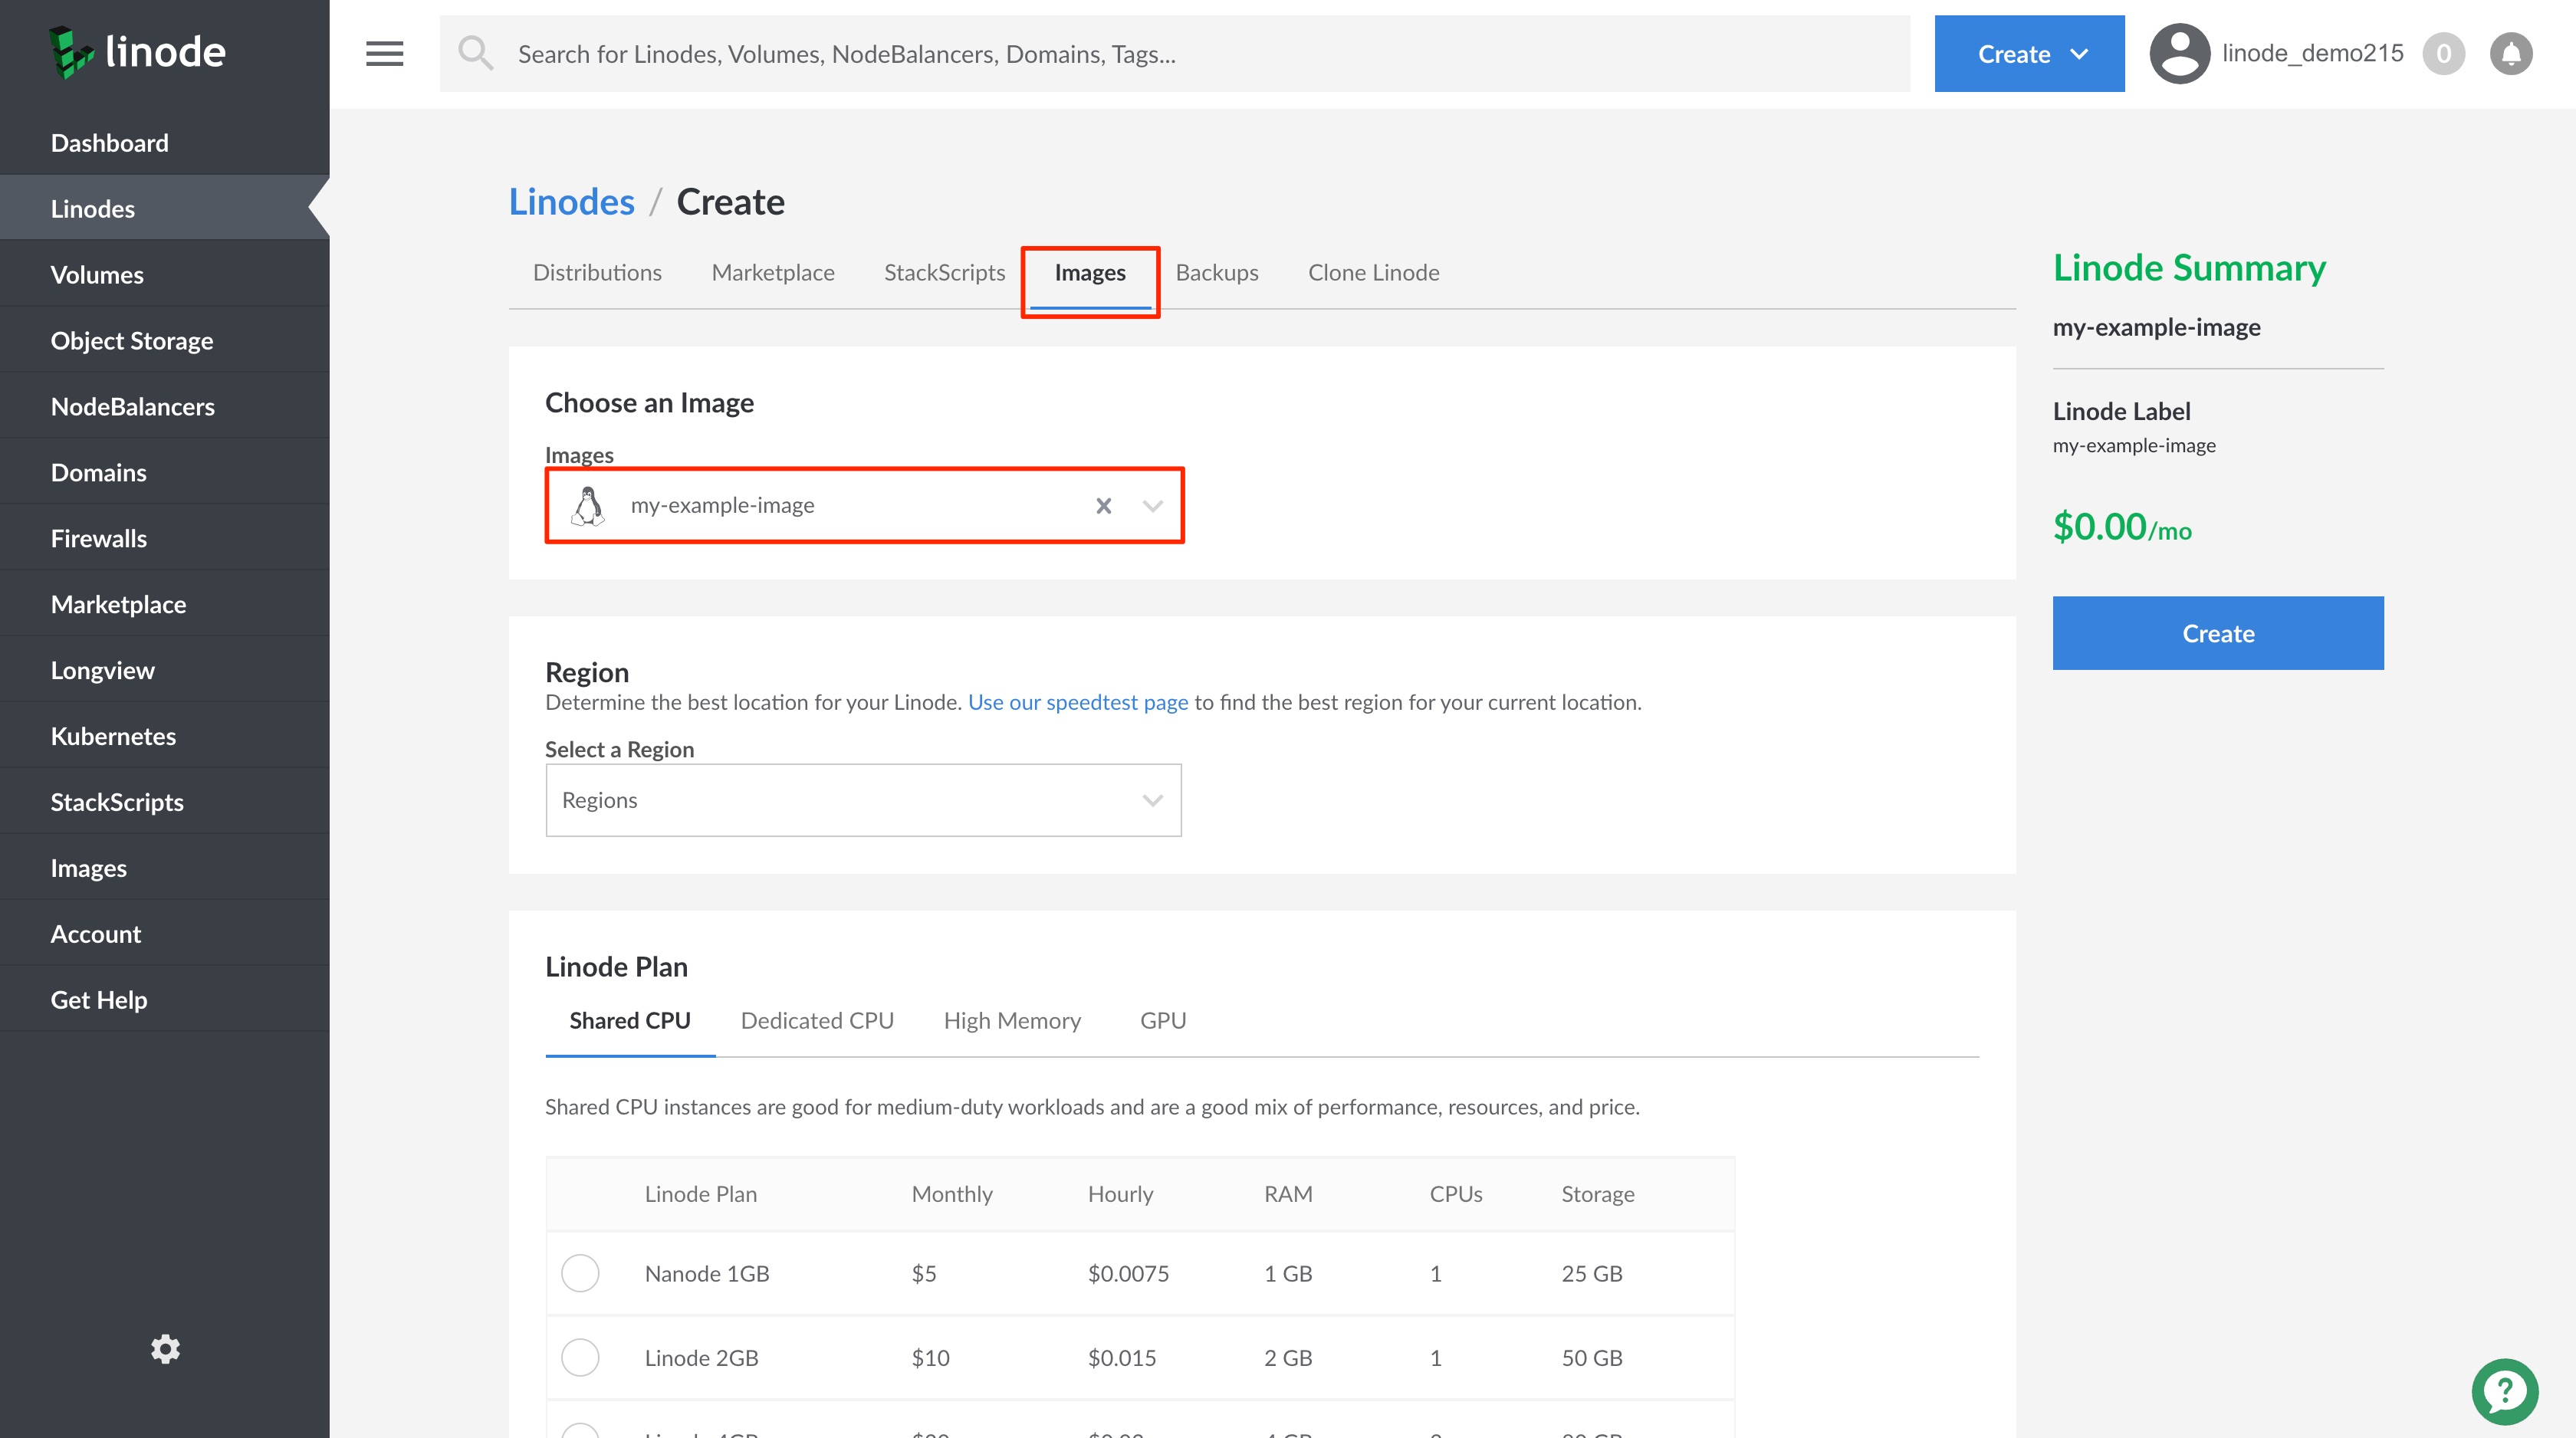 linode
Search for Linodes, Volumes, NodeBalancers, Domains, Tags...
Create
linode_demo215
0
Dashboard
Linodes
Volumes
Object Storage
NodeBalancers
Domains
Firewalls
Marketplace
Longview
Kubernetes
StackScripts
Images
Account
Get Help
Linodes / Create
Distributions Marketplace StackScripts Images Backups Clone Linode
Choose an Image
Images
my-example-image
Region
Determine the best location for your Linode. Use our speedtest page to find the best region for your current location.
Select a Region
Regions
Linode Plan
Shared CPU Dedicated CPU High Memory GPU
Shared CPU instances are good for medium-duty workloads and are a good mix of performance, resources, and price.
Linode Plan Monthly Hourly RAM CPUs Storage
Nanode 1GB $5 $0.0075 1 GB 1 25 GB
Linode 2GB $10 $0.015 2 GB 1 50 GB
Linode Summary
my-example-image
Linode Label
my-example-image
$0.00/mo
Create
?